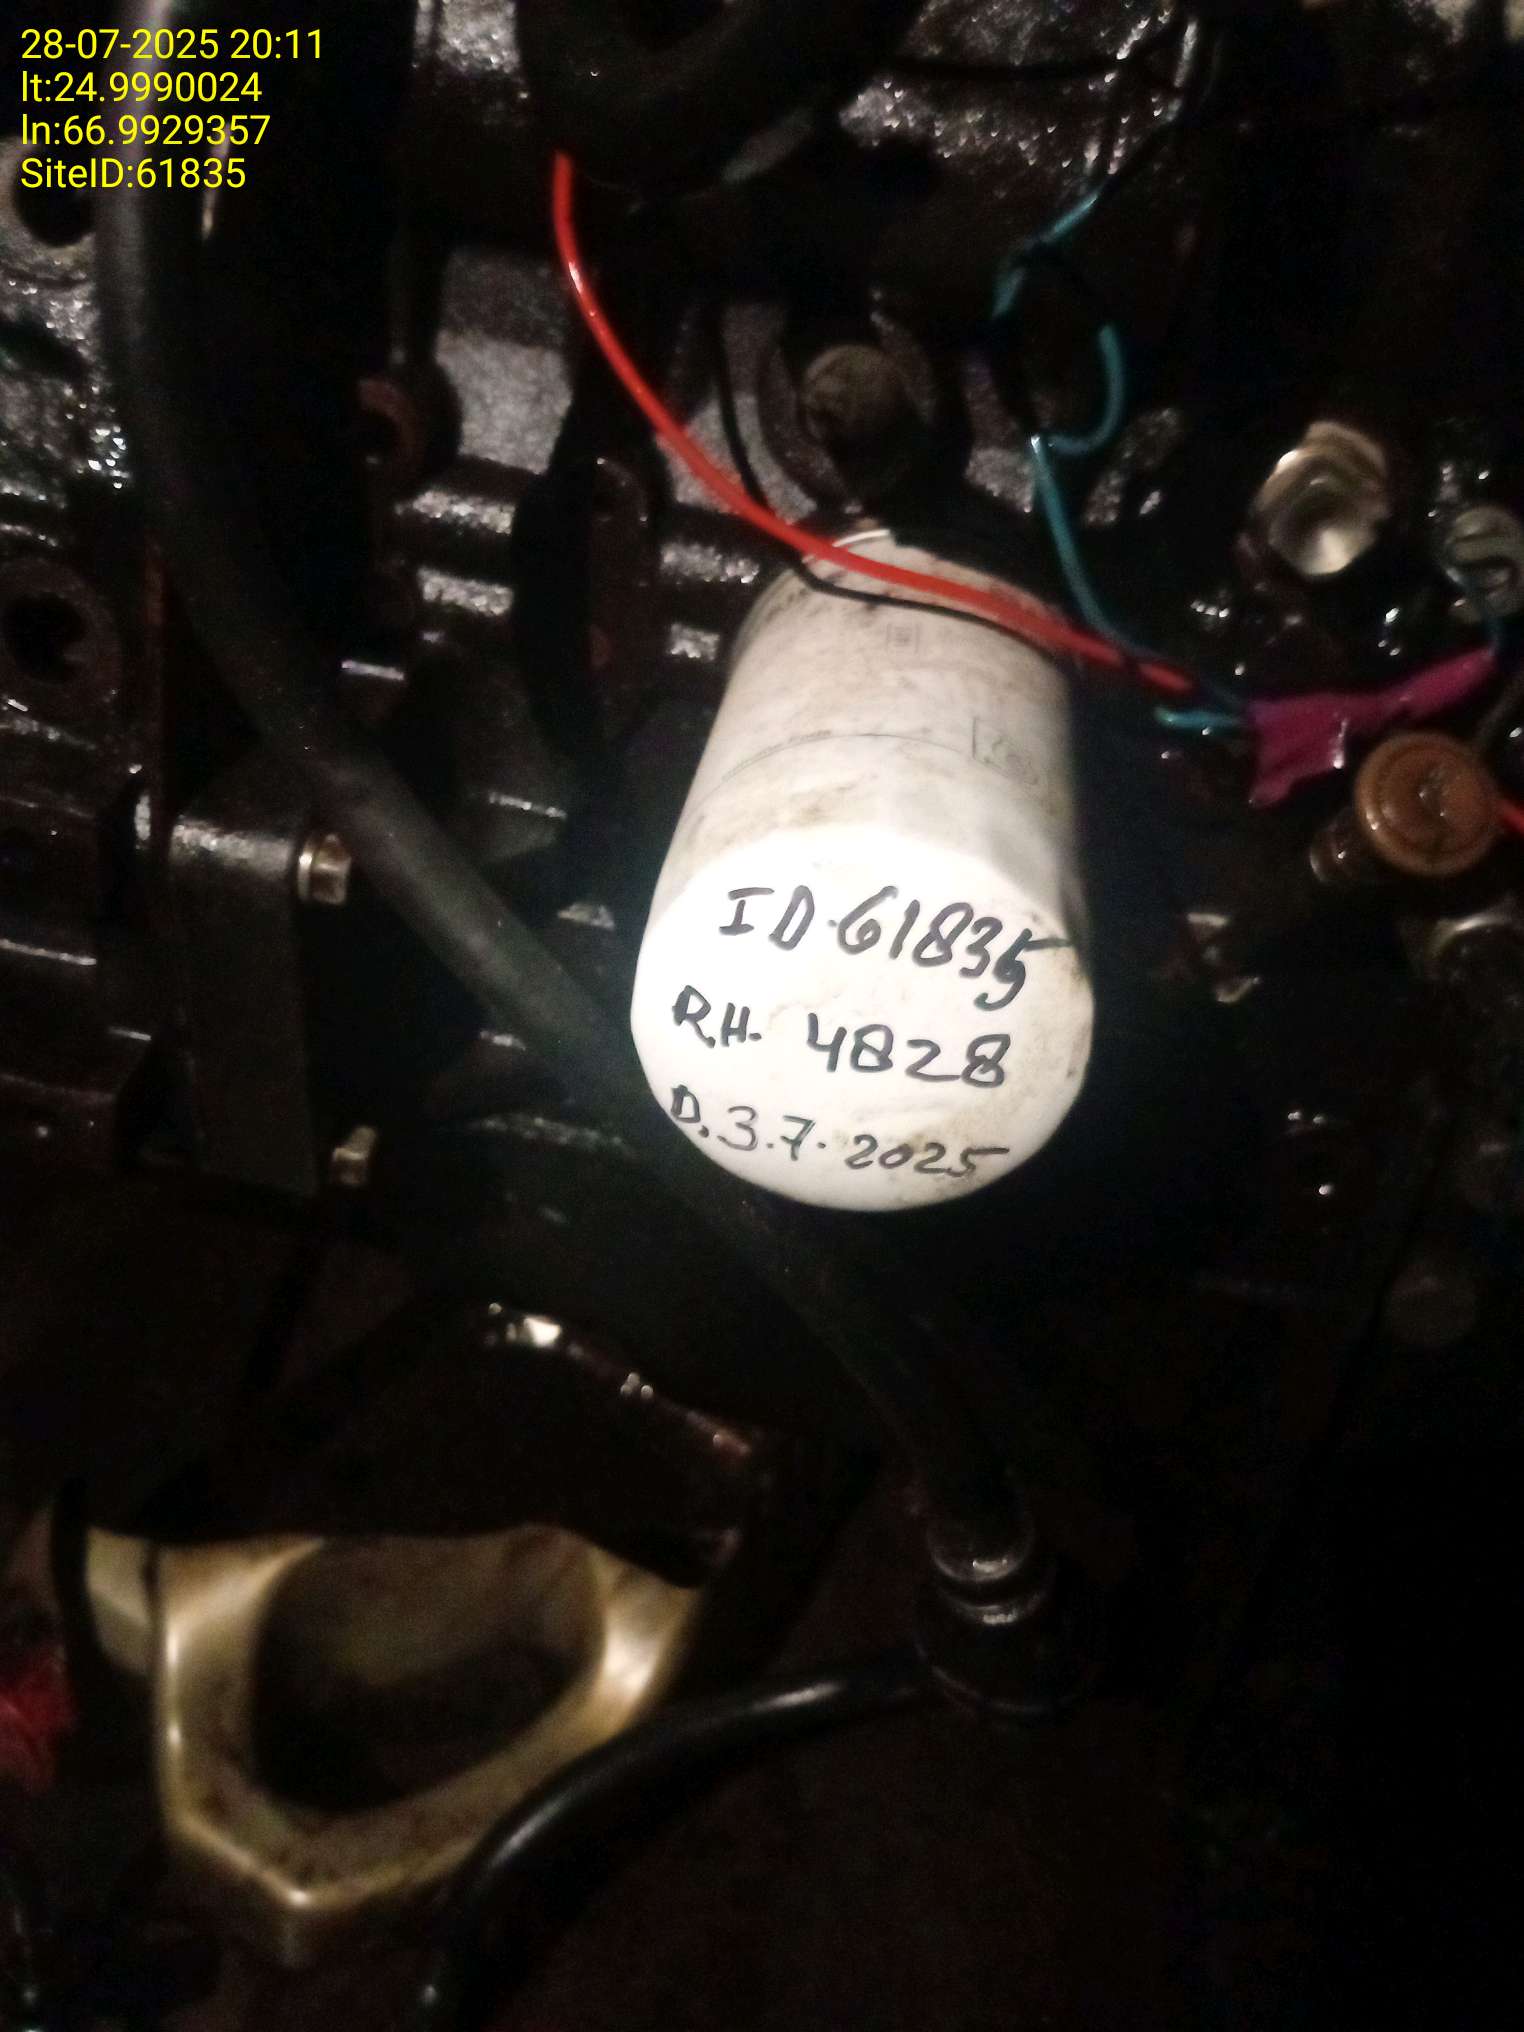 28-07-2025 20:11
lt:24.9990024
ln:66.9929357
SiteID:61835
ID.61835
R.H. 4828
D.3.7.2025